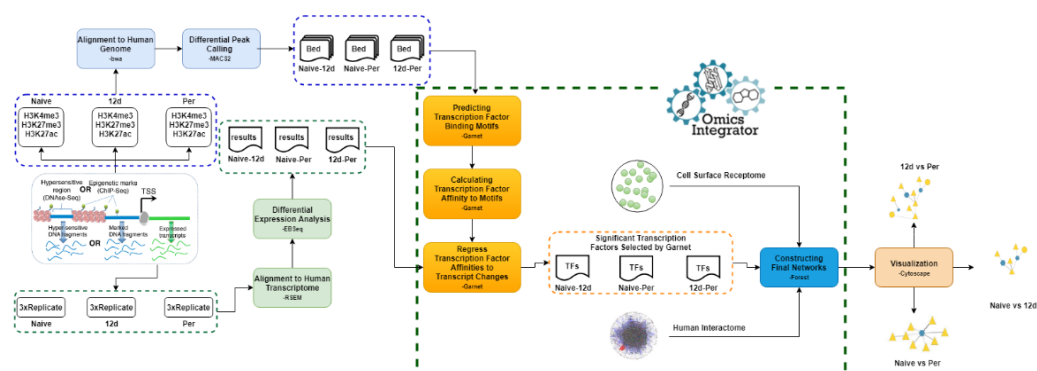 Alignment to Human
Genome
-bwa
Differential Peak
Calling
-MACS2
Bed
Bed
Bed
Naive-12d
Naive-Per
12d-Per
Naive
12d
Per
H3K4me3
H3K27me3
H3K27ac
H3K4me3
H3K27me3
H3K27ac
H3K4me3
H3K27me3
H3K27ac
results
results
results
Naive-12d
Naive-Per
12d-Per
Hypersensitive
region
(DNAse-Seq)
OR
Epigenetic marks
(ChIP-Seq)
TSS
Hypersensitive
DNA fragments
OR
Marked
DNA fragments
Expressed
transcripts
Differential
Expression Analysis
-EBSeq
Alignment to Human
Transcriptome
-RSEM
3xReplicate
3xReplicate
3xReplicate
Naive
12d
Per
Predicting
Transcription Factor
Binding Motifs
-Garnet
Calculating
Transcription Factor
Affinity to Motifs
-Garnet
Regress
Transcription Factor
Affinities to Transcript Changes
-Garnet
Omics
Integrator
Cell Surface Receptome
Significant Transcription
Factors Selected by Garnet
TFs
TFs
TFs
Naive-12d
Naive-Per
12d-Per
Human Interactome
Constructing
Final Networks
-Forest
Visualization
-Cytoscape
12d vs Per
Naive vs 12d
Naive vs Per